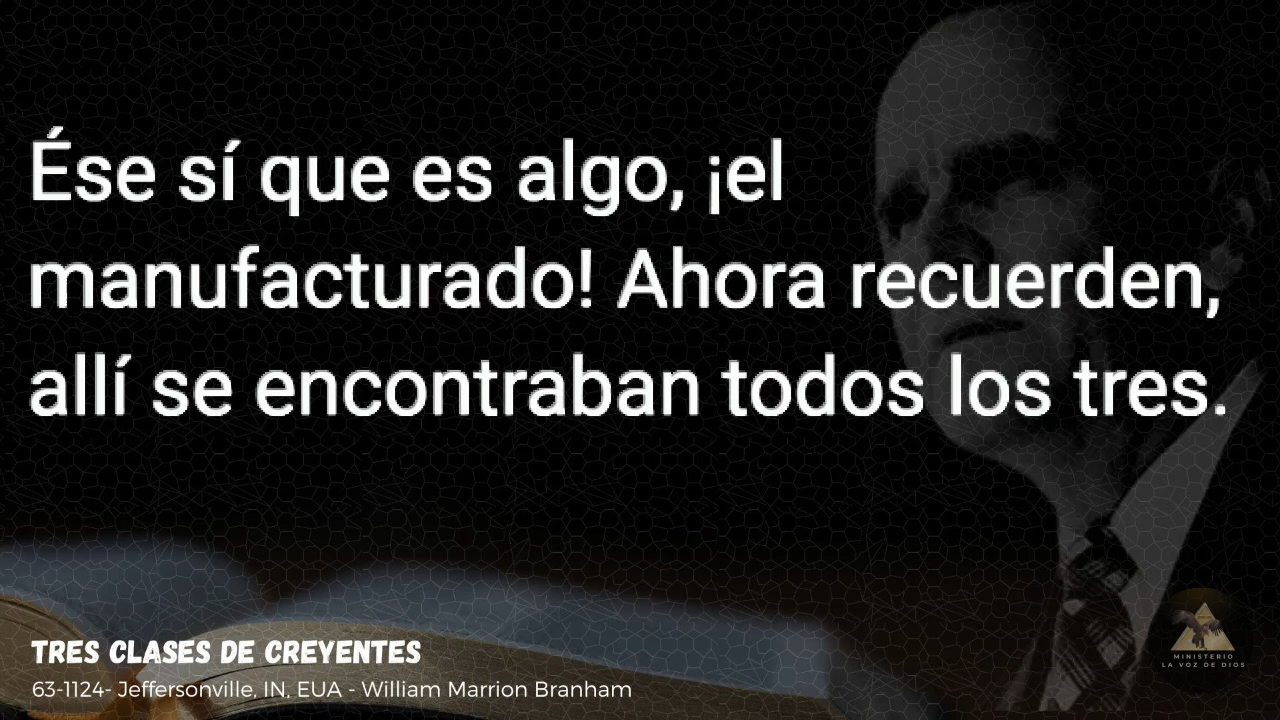 Ése sí que es algo, ¡el
manufacturado! Ahora recuerden,
allí se encontraban todos los tres.
TRES CLASES DE CREYENTES
63-1124- Jeffersonville, IN, EUA - William Marrion Branham
MINISTERIO
LA VOZ DE DIOS